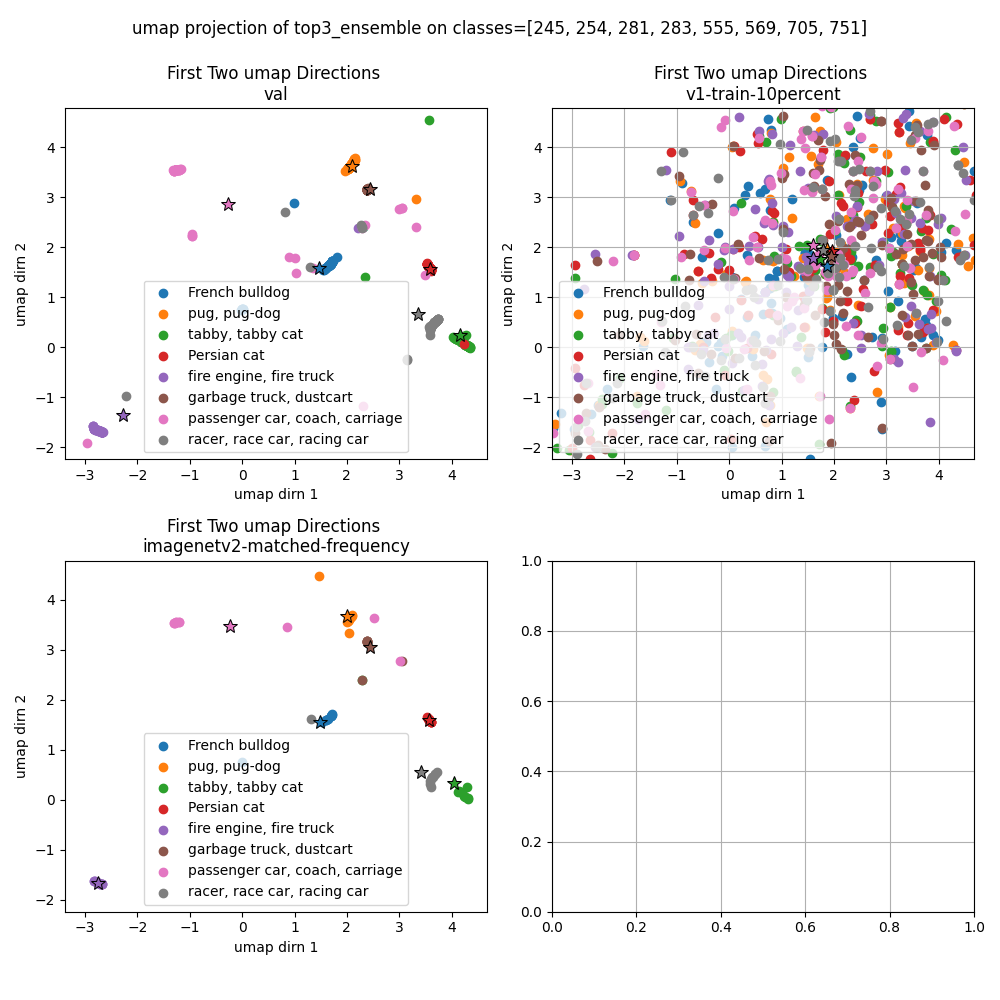 umap projection of top3_ensemble on classes=[245, 254, 281, 283, 555, 569, 705, 751]
First Two umap Directions
val
umap dirn 2
4
3
2
1
0
−1
−2
French bulldog
pug, pug-dog
tabby, tabby cat
Persian cat
fire engine, fire truck
garbage truck, dustcart
passenger car, coach, carriage
racer, race car, racing car
−3 −2 −1 0 1 2 3 4
umap dirn 1
First Two umap Directions
v1-train-10percent
umap dirn 2
4
3
2
1
0
−1
−2
French bulldog
pug, pug-dog
tabby, tabby cat
Persian cat
fire engine, fire truck
garbage truck, dustcart
passenger car, coach, carriage
racer, race car, racing car
−3 −2 −1 0 1 2 3 4
umap dirn 1
First Two umap Directions
imagenetv2-matched-frequency
umap dirn 2
4
3
2
1
0
−1
−2
French bulldog
pug, pug-dog
tabby, tabby cat
Persian cat
fire engine, fire truck
garbage truck, dustcart
passenger car, coach, carriage
racer, race car, racing car
−3 −2 −1 0 1 2 3 4
umap dirn 1
1.0
0.8
0.6
0.4
0.2
0.0
0.0 0.2 0.4 0.6 0.8 1.0